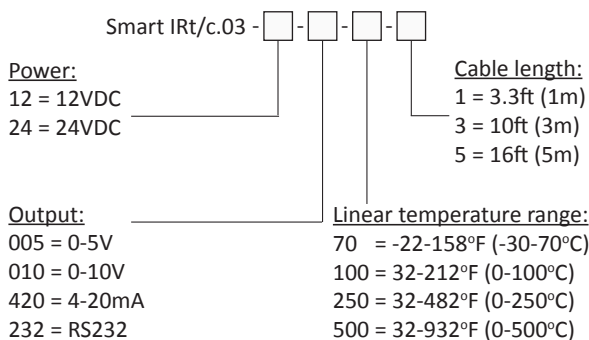 Smart IRt/c.03 - - - -
Power:
12 = 12VDC
24 = 24VDC
Cable length:
1 = 3.3ft (1m)
3 = 10ft (3m)
5 = 16ft (5m)
Output:
005 = 0-5V
010 = 0-10V
420 = 4-20mA
232 = RS232
Linear temperature range:
70 = -22-158°F (-30-70°C)
100 = 32-212°F (0-100°C)
250 = 32-482°F (0-250°C)
500 = 32-932°F (0-500°C)